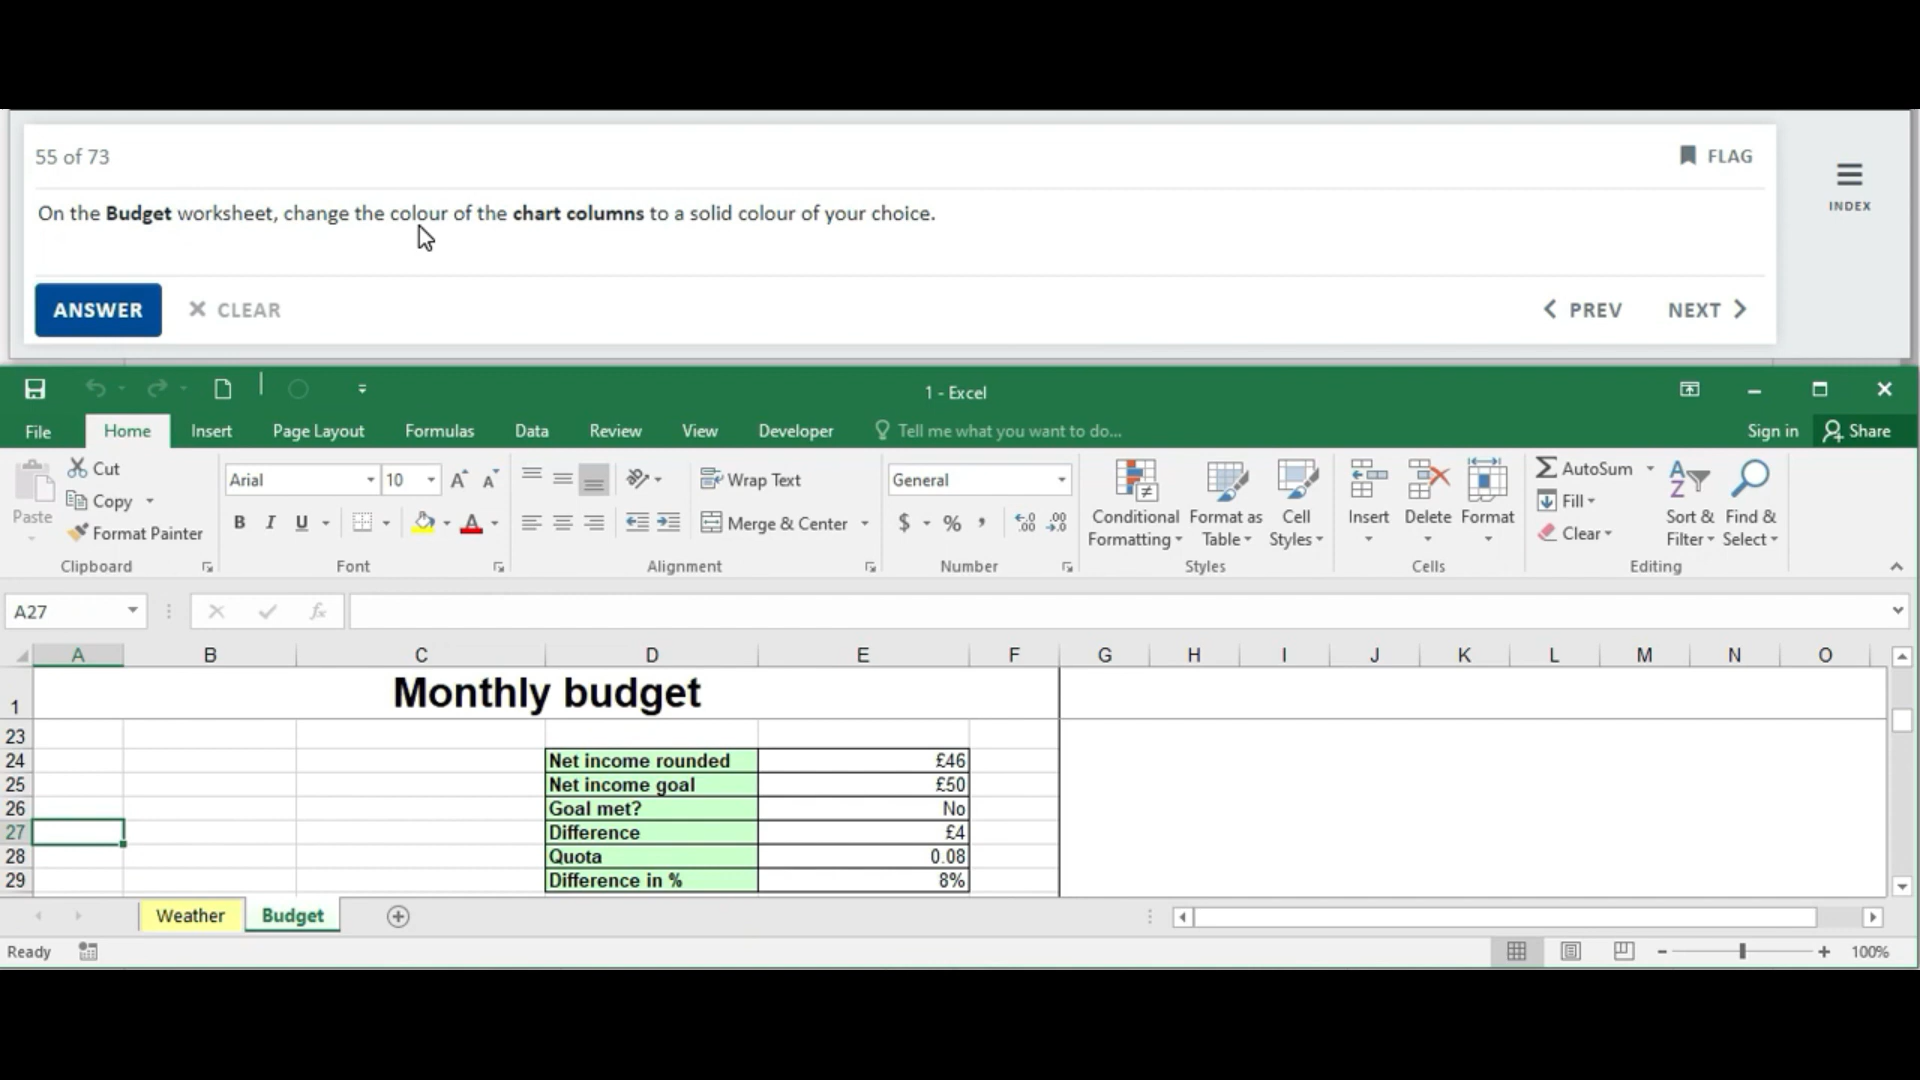 55 of 73
FLAG
INDEX
On the Budget worksheet, change the colour of the chart columns to a solid colour of your choice.
ANSWER
CLEAR
PREV
NEXT
1 - Excel
File
Home
Insert
Page Layout
Formulas
Data
Review
View
Developer
Tell me what you want to do...
Sign in
Share
Paste
Cut
Copy
Format Painter
Clipboard
Arial
10
B I U
Font
Wrap Text
Merge & Center
Alignment
General
$ % ,
Number
Conditional Formatting
Format as Table
Cell Styles
Styles
Insert
Delete
Format
Cells
AutoSum
Fill
Clear
Sort & Filter
Find & Select
Editing
A27
fx
A B C D E F G H I J K L M N O
1 Monthly budget
23
24 Net income rounded £46
25 Net income goal £50
26 Goal met? No
27 Difference £4
28 Quota 0.08
29 Difference in % 8%
Weather
Budget
Ready
100%